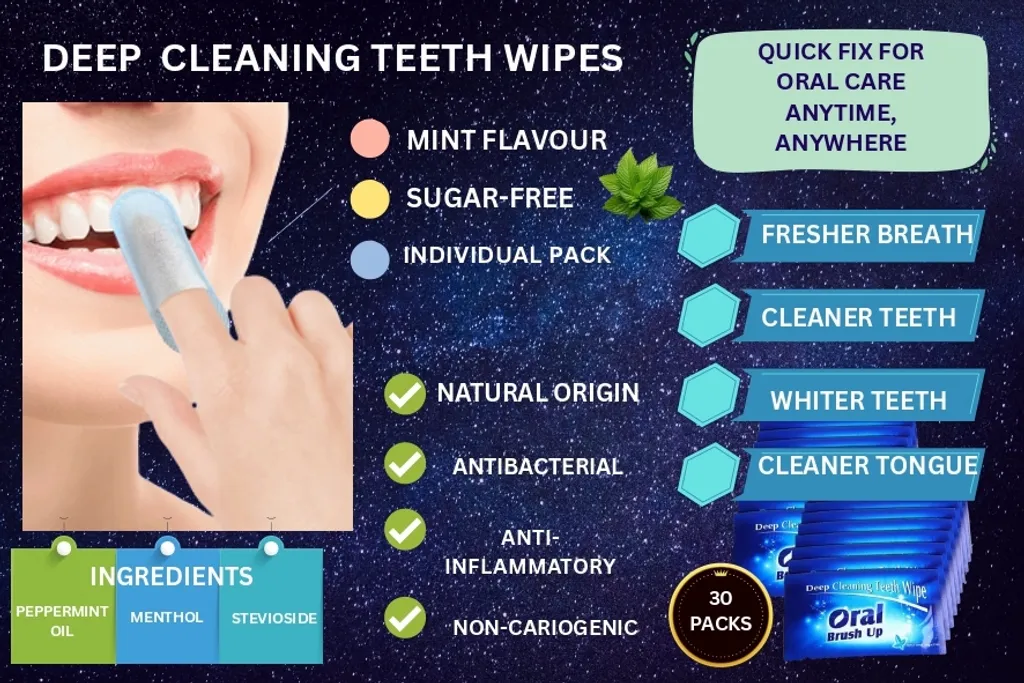 DEEP CLEANING TEETH WIPES
QUICK FIX FOR
ORAL CARE
ANYTIME,
ANYWHERE
MINT FLAVOUR
SUGAR-FREE
INDIVIDUAL PACK
FRESHER BREATH
CLEANER TEETH
WHITER TEETH
CLEANER TONGUE
NATURAL ORIGIN
ANTIBACTERIAL
ANTI-
INFLAMMATORY
NON-CARIOGENIC
INGREDIENTS
PEPPERMINT
OIL
MENTHOL
STEVIOSIDE
30
PACKS
Deep Cle
Deep Cleaning Teeth Wipe
Oral
Brush Up